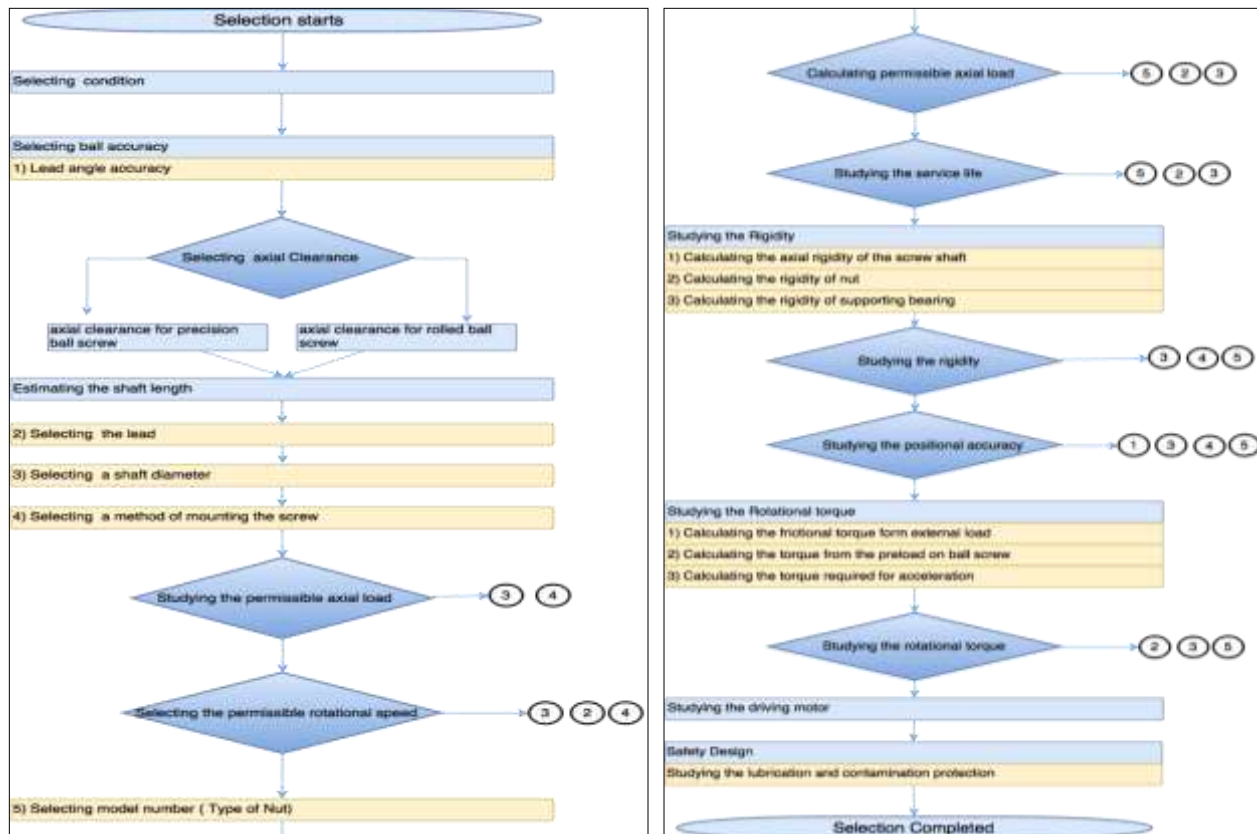 Selection starts
Selecting condition
Selecting ball accuracy
1) Lead angle accuracy
Selecting axial Clearance
axial clearance for precision
ball screw
axial clearance for rolled ball
screw
Estimating the shaft length
2) Selecting the lead
3) Selecting a shaft diameter
4) Selecting a method of mounting the screw
Studying the permissible axial load
3 4
Selecting the permissible rotational speed
3 2 4
5) Selecting model number ( Type of Nut)
Calculating permissible axial load
5 2 3
Studying the service life
5 2 3
Studying the Rigidity
1) Calculating the axial rigidity of the screw shaft
2) Calculating the rigidity of nut
3) Calculating the rigidity of supporting bearing
Studying the rigidity
3 4 5
Studying the positional accuracy
1 3 4 5
Studying the Rotational torque
1) Calculating the frictional torque form external load
2) Calculating the torque from the preload on ball screw
3) Calculating the torque required for acceleration
Studying the rotational torque
2 3 5
Studying the driving motor
Safety Design
Studying the lubrication and contamination protection
Selection Completed